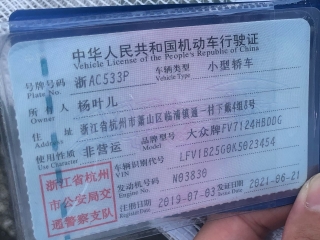 中华人民共和国机动车行驶证
Vehicle License of the People's Republic of China
号牌号码 浙AC533P 车辆类型 小型轿车
Plate No. Vehicle Type
所有人 杨叶儿
Owner
住址 浙江省杭州市萧山区临浦镇通一村下戴4组8号
Address
使用性质 非营运 品牌型号 大众牌FV7124HBDDG
Use Character Model
车辆识别代号 LFV1B25G0K5023454
VIN
发动机号码 N03830
Engine No.
注册日期 2019-07-03 发证日期 2021-06-21
Register Date Issue Date
浙江省杭州
市公安局交
通警察支队